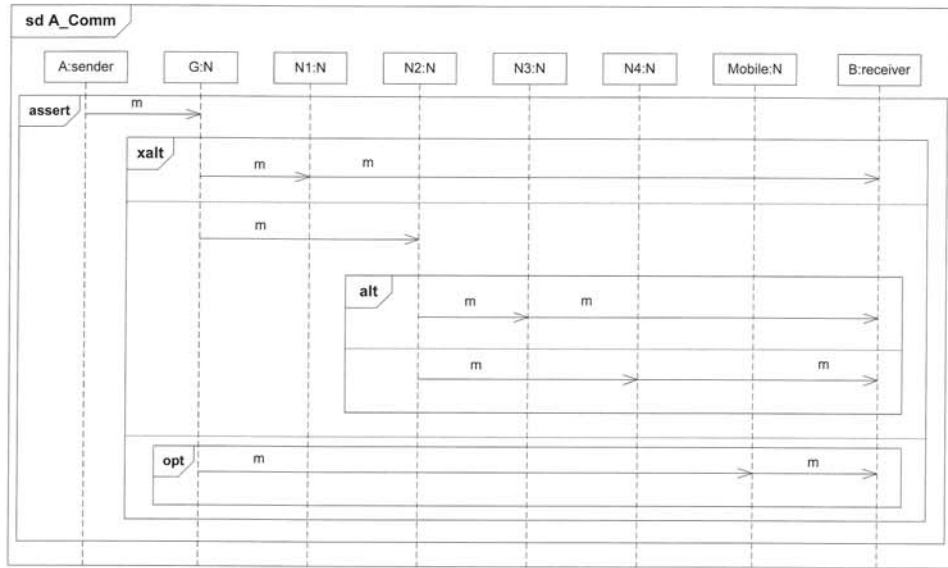 sd A_Comm
A:sender G:N N1:N N2:N N3:N N4:N Mobile:N B:receiver
assert m
xalt
m m
m
alt
m m
m m
opt m m